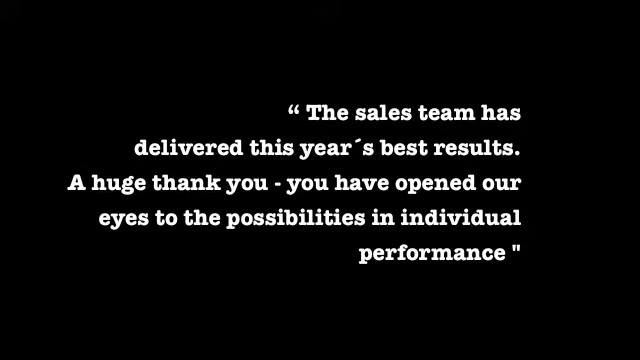 “ The sales team has
delivered this year´s best results.
A huge thank you - you have opened our
eyes to the possibilities in individual
performance "